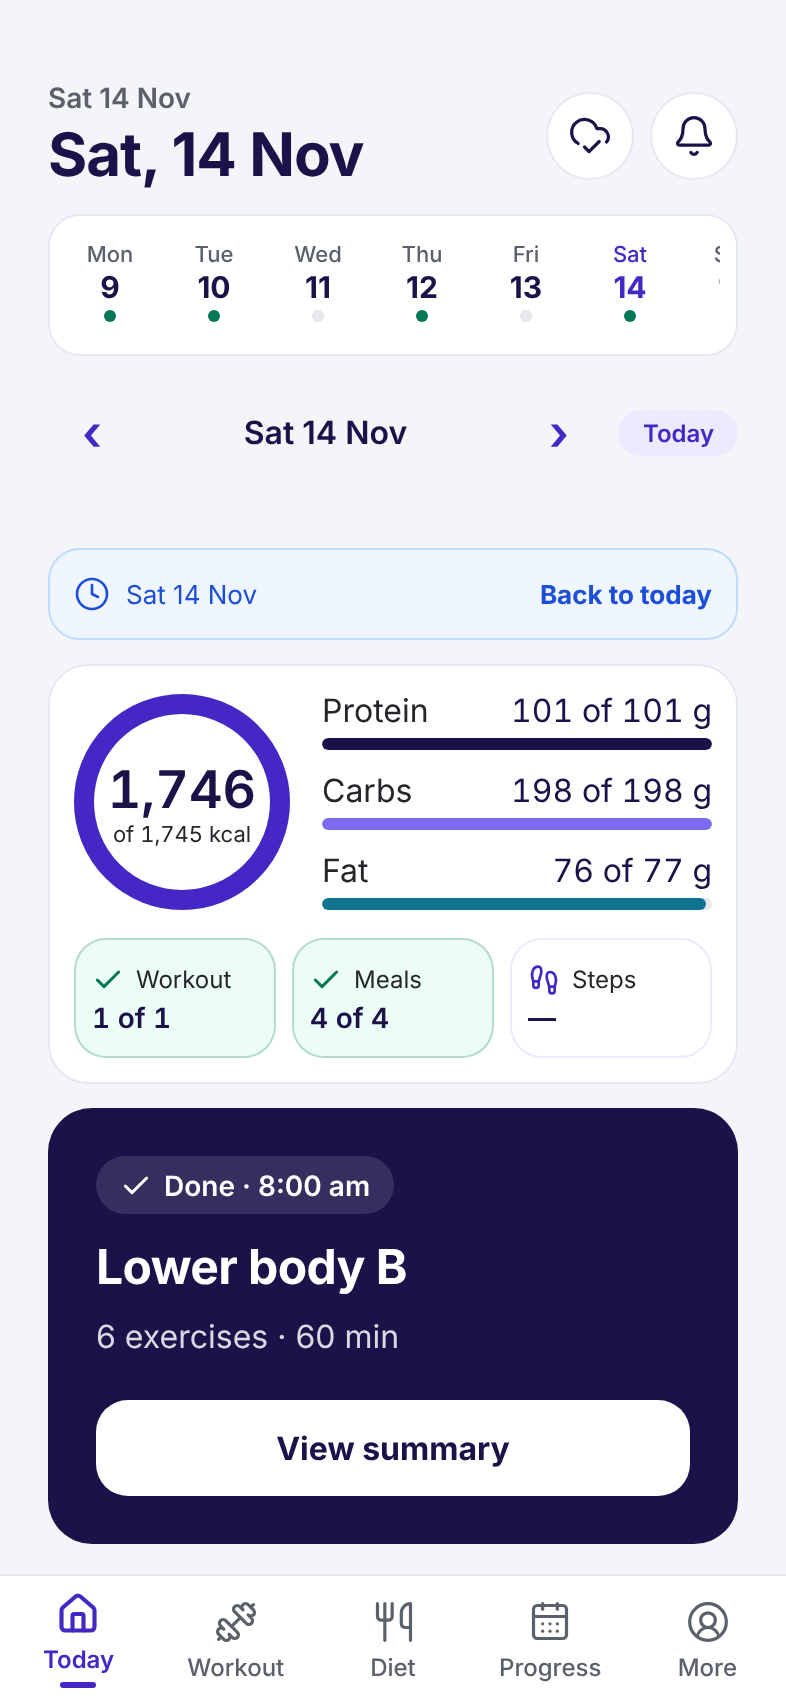 Sat 14 Nov
Sat, 14 Nov
Mon Tue Wed Thu Fri Sat
9 10 11 12 13 14
‹ Sat 14 Nov › Today
Sat 14 Nov Back to today
1,746
of 1,745 kcal
Protein 101 of 101 g
Carbs 198 of 198 g
Fat 76 of 77 g
Workout
1 of 1
Meals
4 of 4
Steps
—
Done · 8:00 am
Lower body B
6 exercises · 60 min
View summary
Today Workout Diet Progress More